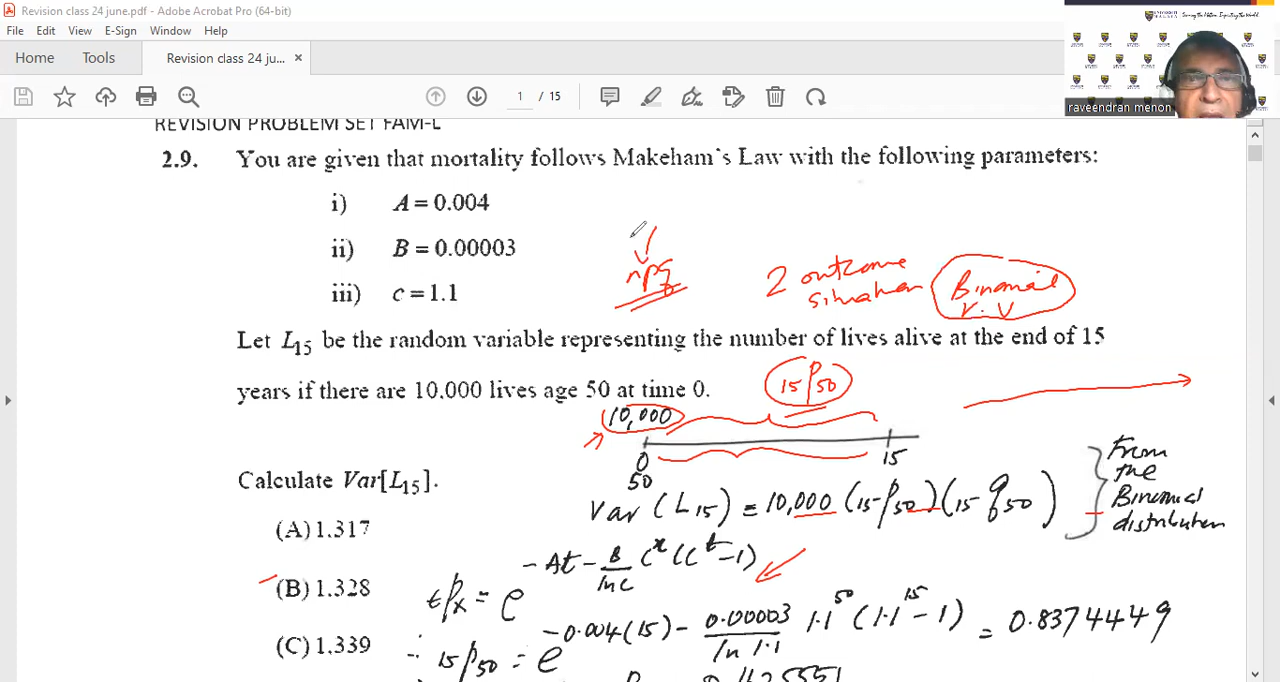 Revision class 24 june.pdf - Adobe Acrobat Pro (64-bit)
File Edit View E-Sign Window Help
Home Tools Revision class 24 ju... ×
1 / 15
raveendran menon
REVISION PROBLEM SET FAM-L
2.9. You are given that mortality follows Makeham's Law with the following parameters:
i) A = 0.004
ii) B = 0.00003
iii) c = 1.1
npq
2 outcome
situation
Binomial
r.v
Let L15 be the random variable representing the number of lives alive at the end of 15
years if there are 10.000 lives age 50 at time 0.
15P50
10,000
0 15
50
Calculate Var[L15].
Var (L15) = 10,000 (15-P50)(15-q50)
From
the
Binomial
distribution
(A) 1.317
(B) 1.328
(C) 1.339
tPx = e^-At - B/ln c c^x (c^t - 1)
∴ 15P50 = e^-0.004(15) - 0.00003/ln 1.1 1.1^50 (1.1^15 - 1) = 0.8374449